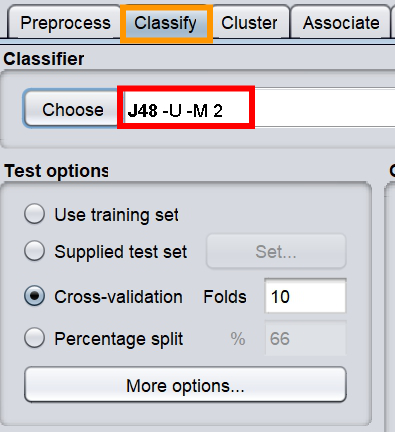 Preprocess Classify Cluster Associate
Classifier
Choose J48 -U -M 2
Test options
Use training set
Supplied test set Set...
Cross-validation Folds 10
Percentage split % 66
More options...